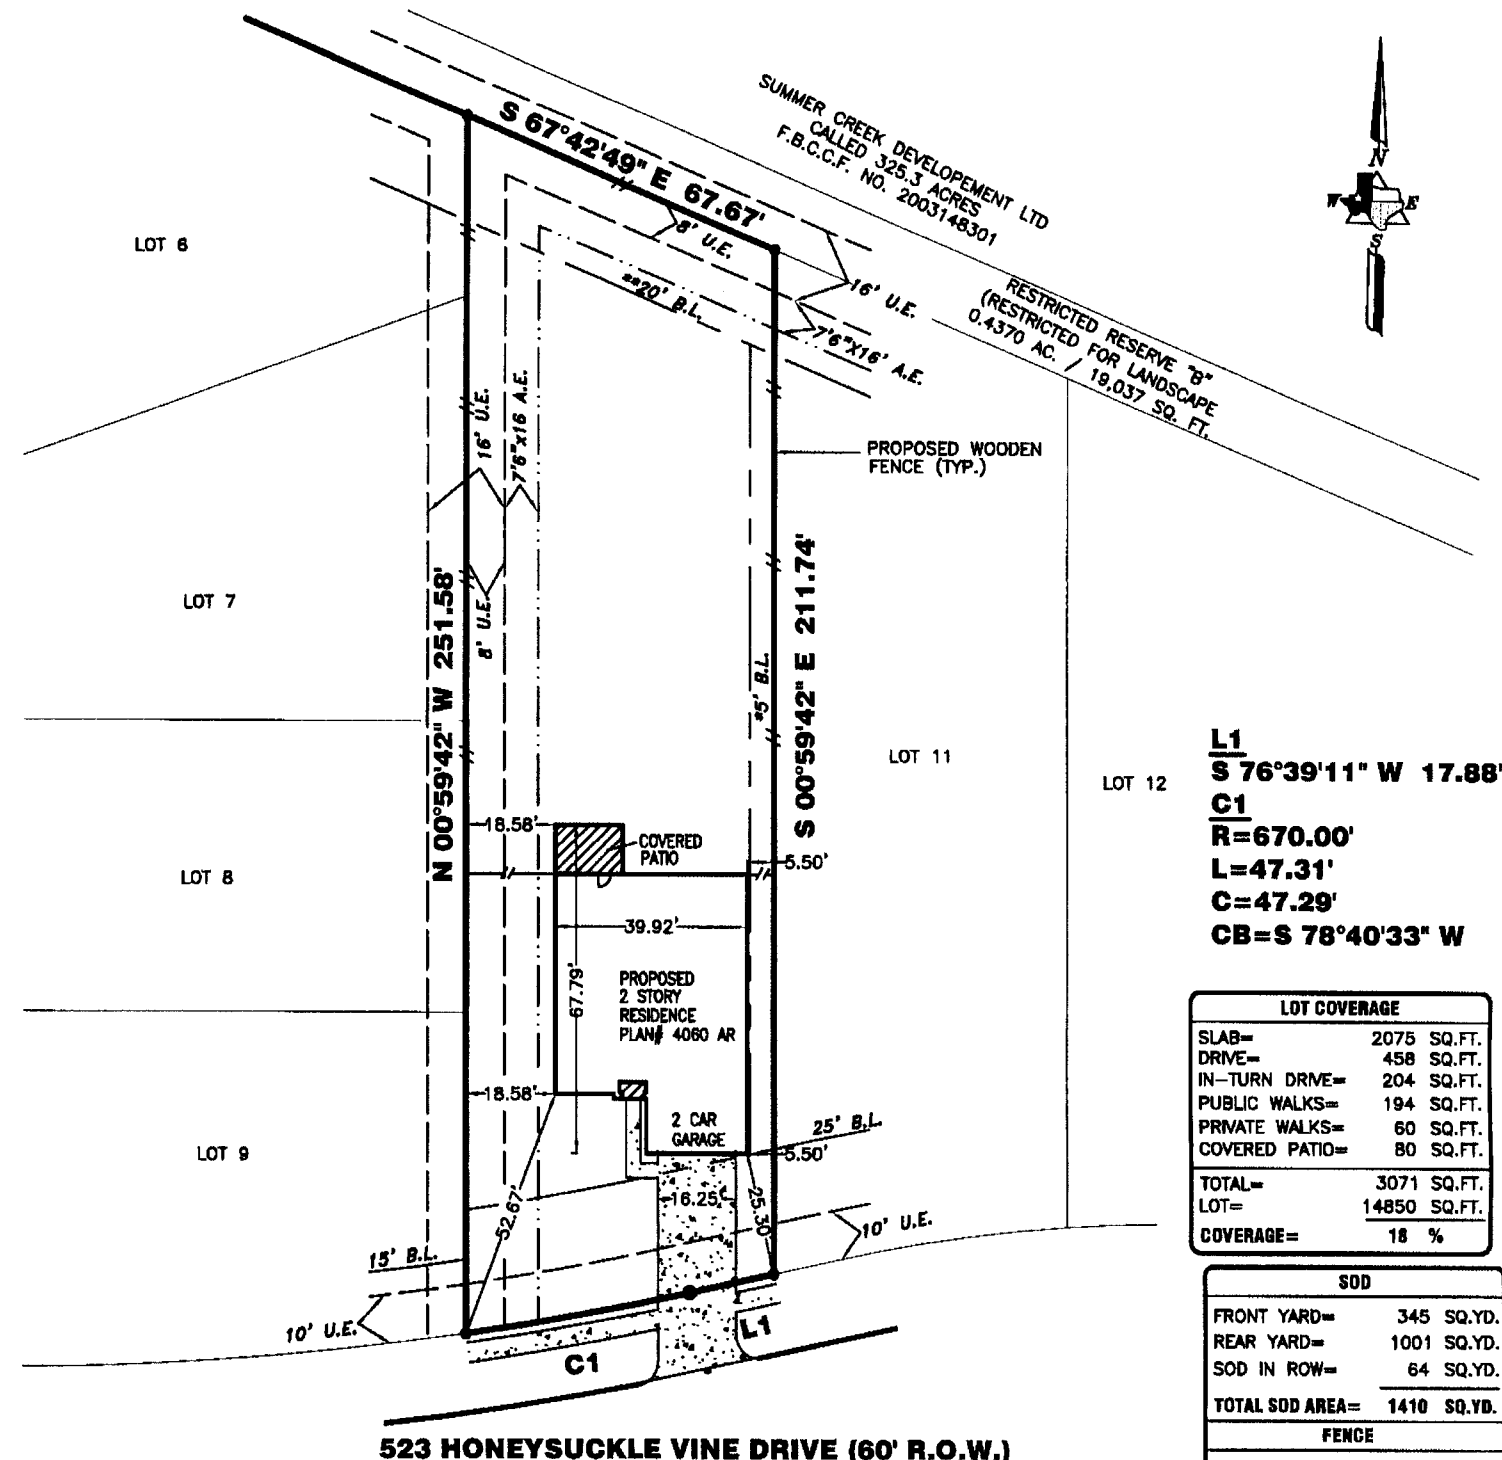 SUMMER CREEK DEVELOPEMENT LTD
CALLED 325.3 ACRES
F.B.C.C.F. NO. 2003148301
N
W
E
S
S 67°42'49" E 67.67'
8' U.E.
**20' B.L.
16' U.E.
7'6"X16' A.E.
RESTRICTED RESERVE "B"
(RESTRICTED FOR LANDSCAPE
0.4370 AC. / 19,037 SQ. FT.
LOT 6
16' U.E.
7'6"x16 A.E.
PROPOSED WOODEN
FENCE (TYP.)
LOT 7
N 00°59'42" W 251.58'
8' U.E.
S 00°59'42" E 211.74'
*5' B.L.
LOT 11
LOT 12
L1
S 76°39'11" W 17.88'
C1
R=670.00'
L=47.31'
C=47.29'
CB=S 78°40'33" W
18.58'
COVERED
PATIO
5.50'
LOT 8
39.92'
67.79'
PROPOSED
2 STORY
RESIDENCE
PLAN# 4060 AR
18.58'
2 CAR
GARAGE
25' B.L.
5.50'
LOT 9
52.67'
16.25'
25.30'
10' U.E.
15' B.L.
10' U.E.
L1
C1
523 HONEYSUCKLE VINE DRIVE (60' R.O.W.)
LOT COVERAGE
SLAB= 2075 SQ.FT.
DRIVE= 458 SQ.FT.
IN-TURN DRIVE= 204 SQ.FT.
PUBLIC WALKS= 194 SQ.FT.
PRIVATE WALKS= 60 SQ.FT.
COVERED PATIO= 80 SQ.FT.
TOTAL= 3071 SQ.FT.
LOT= 14850 SQ.FT.
COVERAGE= 18 %
SOD
FRONT YARD= 345 SQ.YD.
REAR YARD= 1001 SQ.YD.
SOD IN ROW= 64 SQ.YD.
TOTAL SOD AREA= 1410 SQ.YD.
FENCE